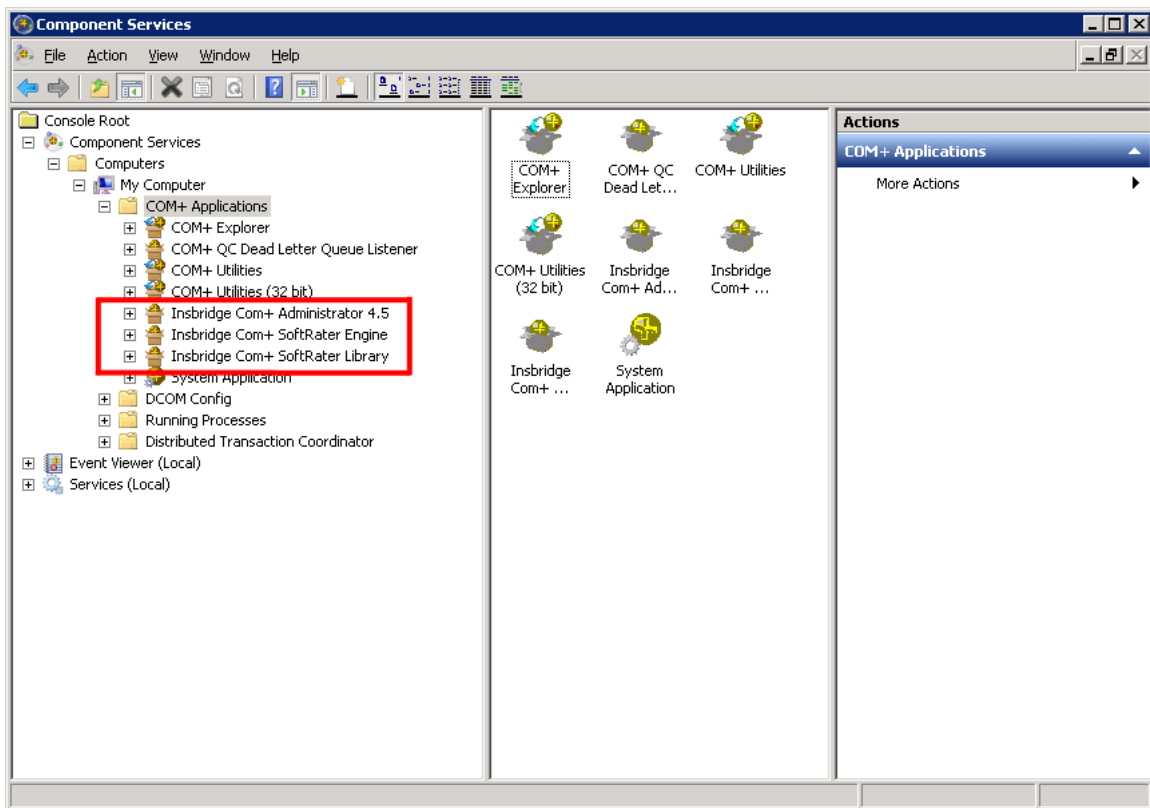 Component Services
File Action View Window Help
Console Root
Component Services
Computers
My Computer
COM+ Applications
COM+ Explorer
COM+ QC Dead Letter Queue Listener
COM+ Utilities
COM+ Utilities (32 bit)
Insbridge Com+ Administrator 4.5
Insbridge Com+ SoftRater Engine
Insbridge Com+ SoftRater Library
System Application
DCOM Config
Running Processes
Distributed Transaction Coordinator
Event Viewer (Local)
Services (Local)
COM+ COM+ QC COM+ Utilities
Explorer Dead Let...
COM+ Utilities Insbridge Insbridge
(32 bit) Com+ Ad... Com+ ...
Insbridge System
Com+ ... Application
Actions
COM+ Applications
More Actions